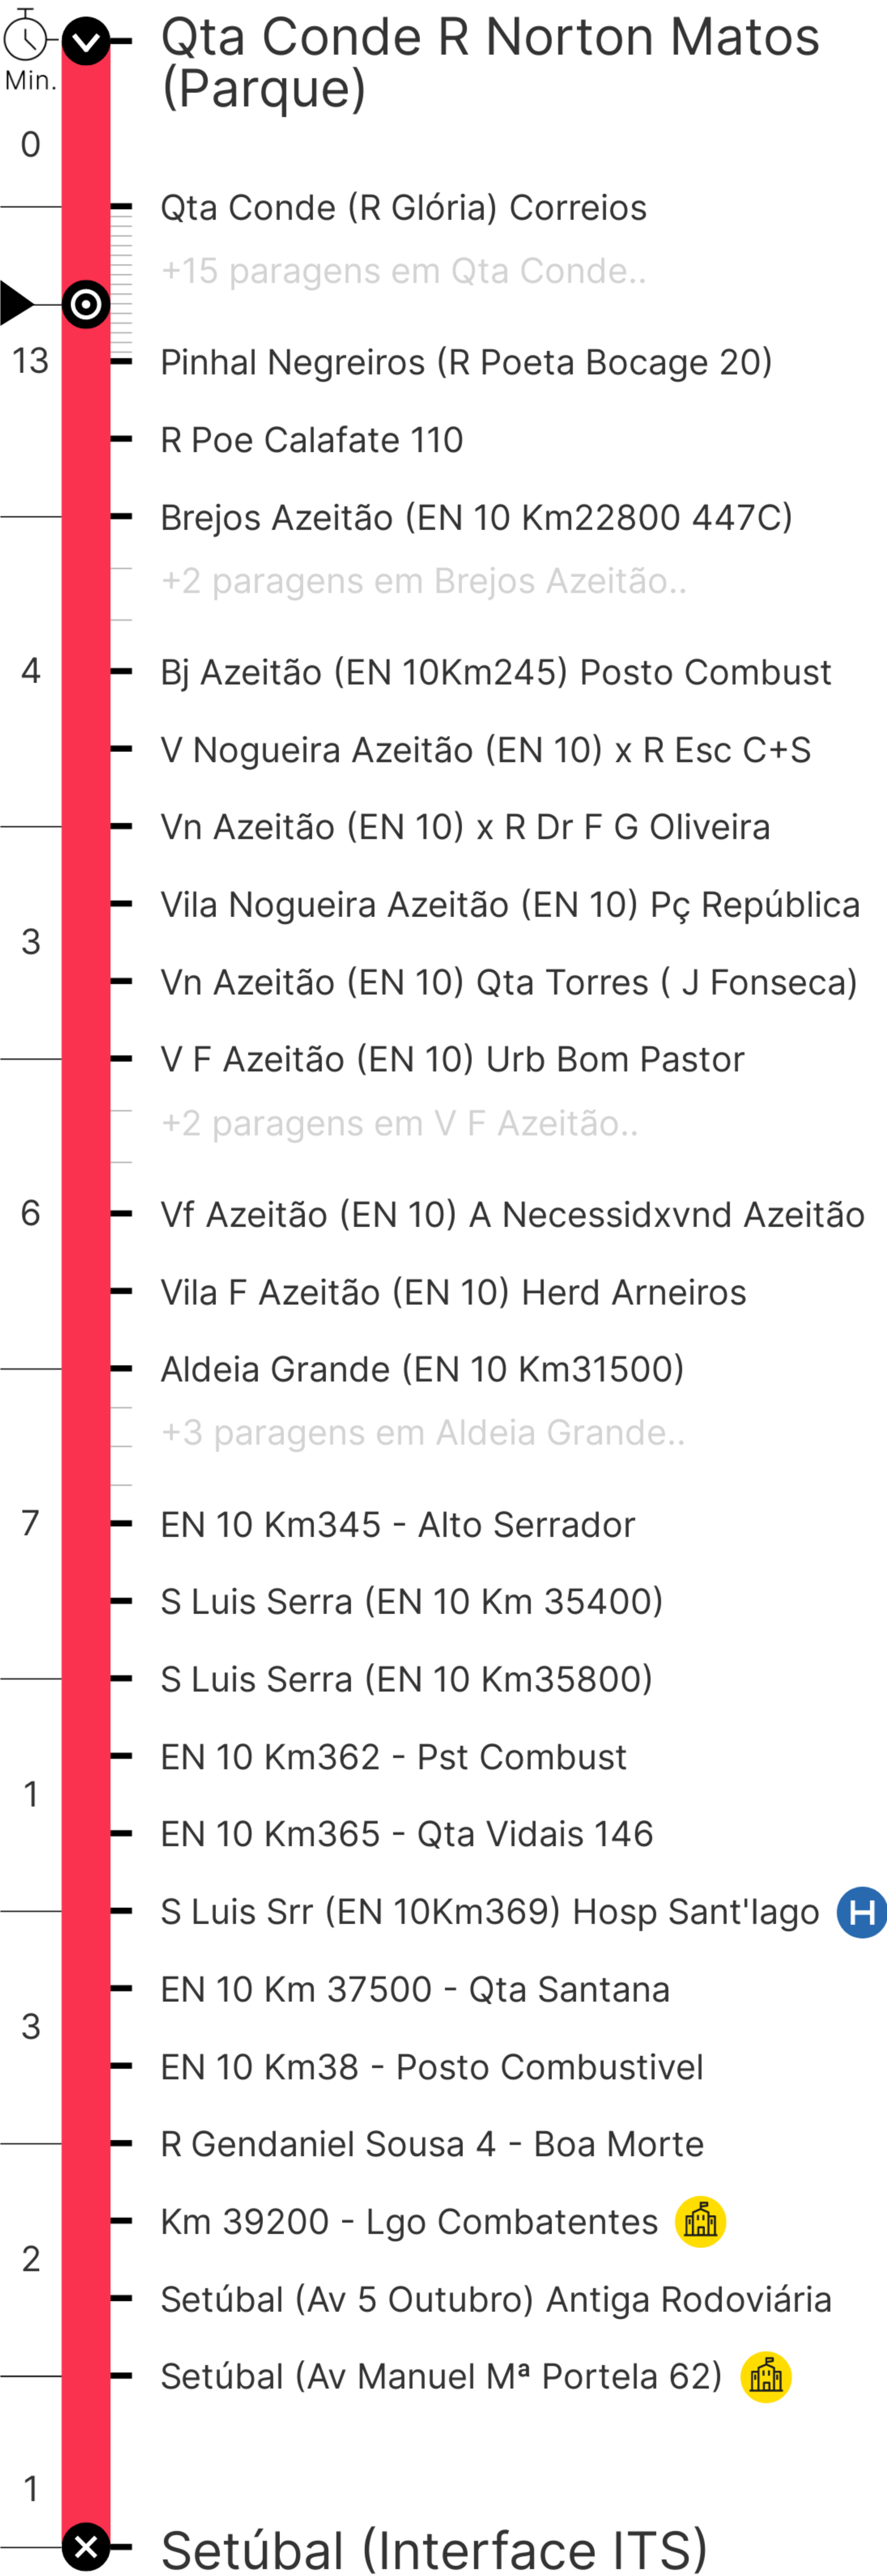 Qta Conde R Norton Matos
(Parque)
Min.
0
Qta Conde (R Glória) Correios
+15 paragens em Qta Conde..
13
Pinhal Negreiros (R Poeta Bocage 20)
R Poe Calafate 110
Brejos Azeitão (EN 10 Km22800 447C)
+2 paragens em Brejos Azeitão..
4
Bj Azeitão (EN 10Km245) Posto Combust
V Nogueira Azeitão (EN 10) x R Esc C+S
Vn Azeitão (EN 10) x R Dr F G Oliveira
Vila Nogueira Azeitão (EN 10) Pç República
3
Vn Azeitão (EN 10) Qta Torres ( J Fonseca)
V F Azeitão (EN 10) Urb Bom Pastor
+2 paragens em V F Azeitão..
6
Vf Azeitão (EN 10) A Necessidxvnd Azeitão
Vila F Azeitão (EN 10) Herd Arneiros
Aldeia Grande (EN 10 Km31500)
+3 paragens em Aldeia Grande..
7
EN 10 Km345 - Alto Serrador
S Luis Serra (EN 10 Km 35400)
S Luis Serra (EN 10 Km35800)
EN 10 Km362 - Pst Combust
1
EN 10 Km365 - Qta Vidais 146
S Luis Srr (EN 10Km369) Hosp Sant'Iago H
EN 10 Km 37500 - Qta Santana
3
EN 10 Km38 - Posto Combustivel
R Gendaniel Sousa 4 - Boa Morte
Km 39200 - Lgo Combatentes
2
Setúbal (Av 5 Outubro) Antiga Rodoviária
Setúbal (Av Manuel Mª Portela 62)
1
Setúbal (Interface ITS)